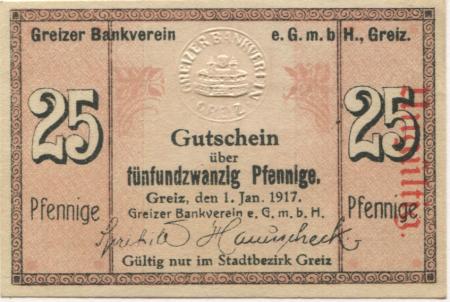 Greizer Bankverein e. G. m. b H., Greiz.
GREIZER BANKVEREIN
GREIZ
25 25
Gutschein
über
fünfundzwanzig Pfennige.
Pfennige Pfennige
Greiz, den 1. Jan. 1917.
Greizer Bankverein e. G. m. b. H.
Gültig nur im Stadtbezirk Greiz
Ungültig.